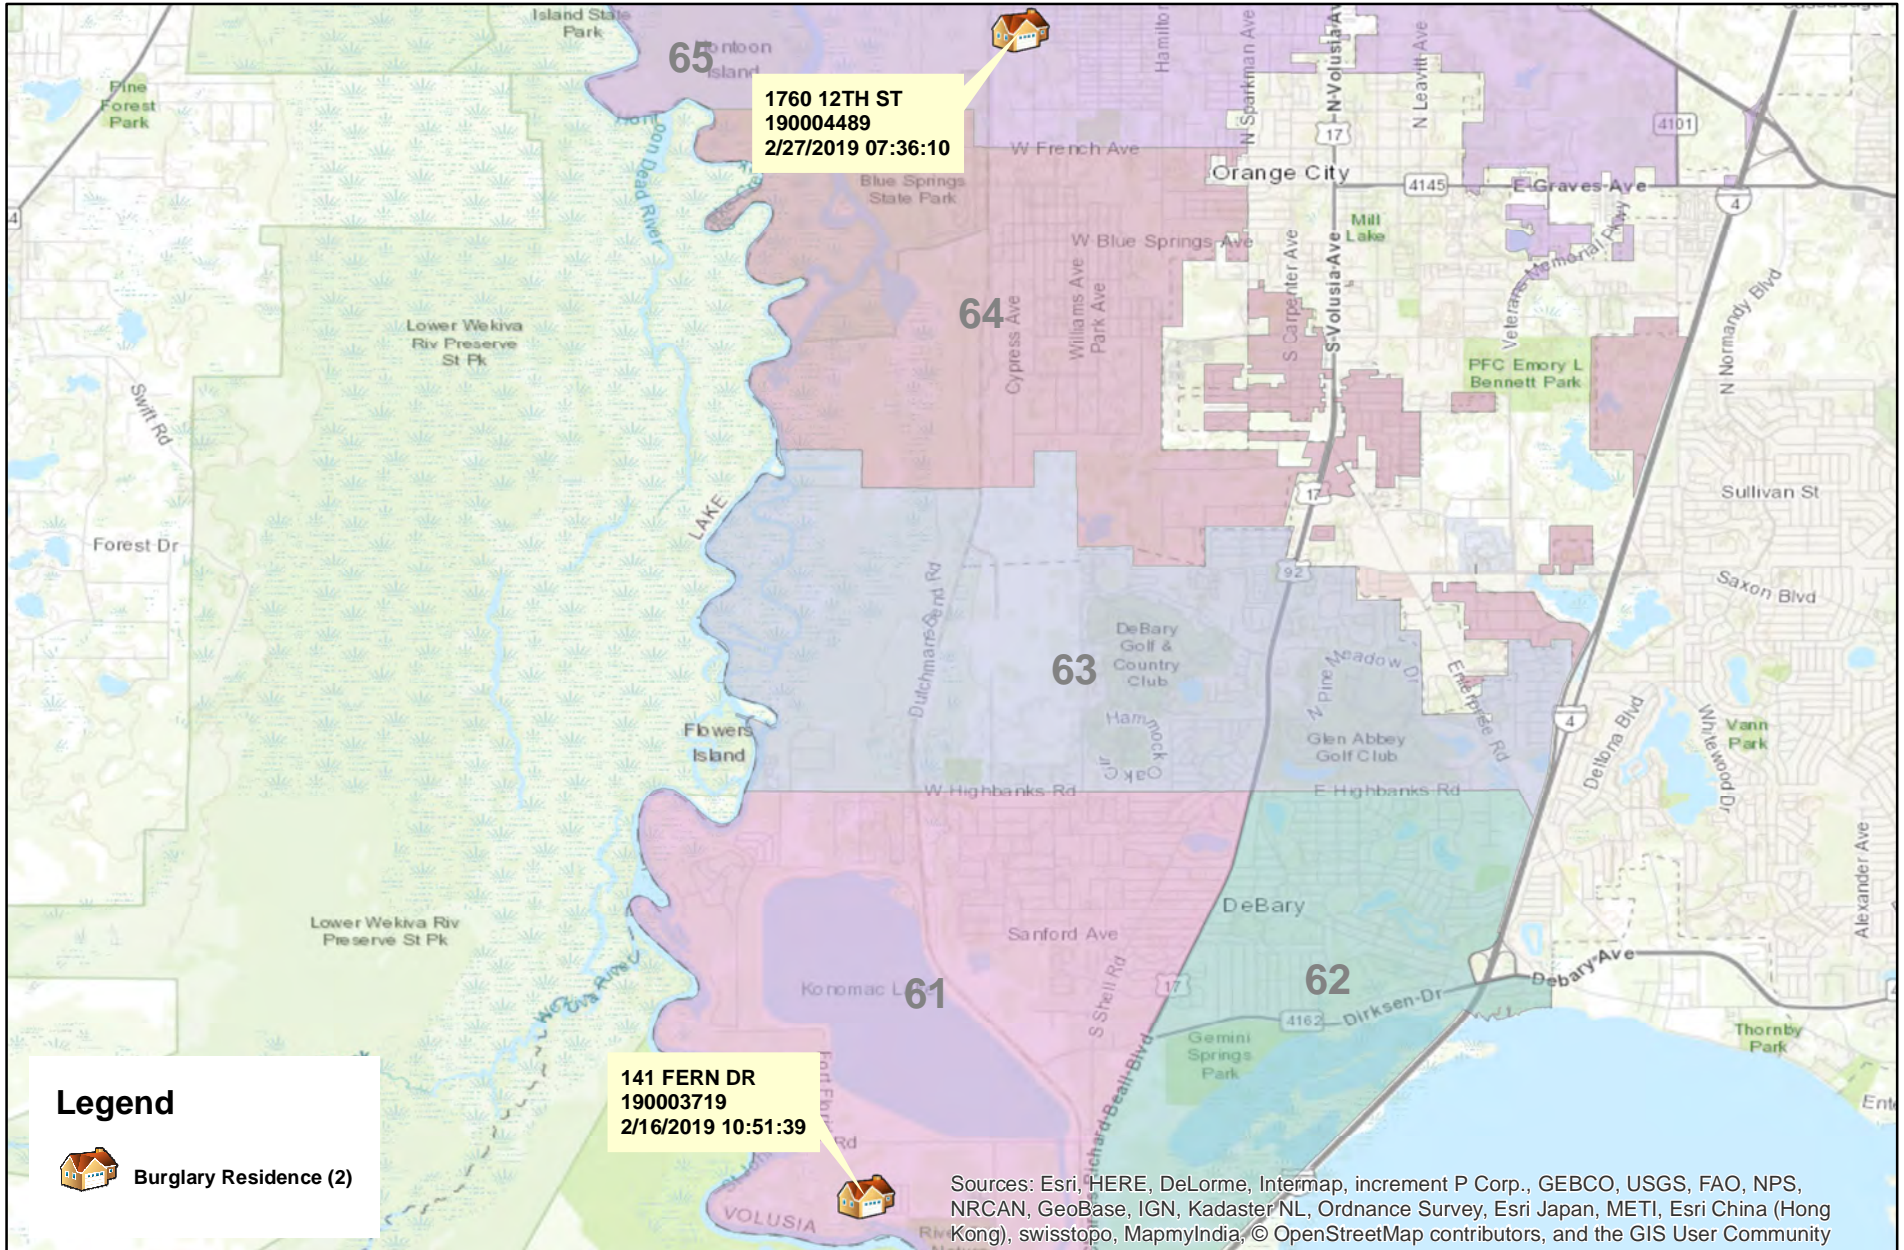 Island State
Park
65
Hontoon
Island
Hamilton
N Sparkman Ave
N Volusia Av
N Leavitt Ave
Pine
Forest
Park
1760 12TH ST
190004489
2/27/2019 07:36:10
4101
17
W French Ave
Orange City
4145
E Graves Ave
4
4
Blue Springs
State Park
Dead River
Mill
Lake
W Blue Springs Ave
S Carpenter Ave
S Volusia Ave
Veterans Memorial Pkwy
N Normandy Blvd
64
Cypress Ave
Williams Ave
Park Ave
Lower Wekiva
Riv Preserve
St Pk
PFC Emory L
Bennett Park
Swift Rd
LAKE
17
Sullivan St
Forest Dr
92
Saxon Blvd
Dutchmans Bend Rd
DeBary
Golf &
Country
Club
63
N Pine Meadow Dr
Enterprise Rd
Hammock Oak Cir
Flowers
Island
Glen Abbey
Golf Club
4
Deltona Blvd
Whitewood Dr
Vann
Park
W Highbanks Rd
E Highbanks Rd
Alexander Ave
DeBary
Lower Wekiva Riv
Preserve St Pk
Sanford Ave
Wekiva River
Konomac L
61
S Shell Rd
17
62
Debary Ave
4162
Dirksen Dr
Gemini
Springs
Park
Thornby
Park
Richard Beall Blvd
Legend
Burglary Residence (2)
141 FERN DR
190003719
2/16/2019 10:51:39
Rd
VOLUSIA
Sources: Esri, HERE, DeLorme, Intermap, increment P Corp., GEBCO, USGS, FAO, NPS,
NRCAN, GeoBase, IGN, Kadaster NL, Ordnance Survey, Esri Japan, METI, Esri China (Hong
Kong), swisstopo, MapmyIndia, © OpenStreetMap contributors, and the GIS User Community